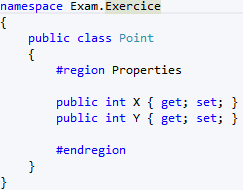 namespace Exam.Exercice
{
    public class Point
    {
        #region Properties

        public int X { get; set; }
        public int Y { get; set; }

        #endregion
    }
}